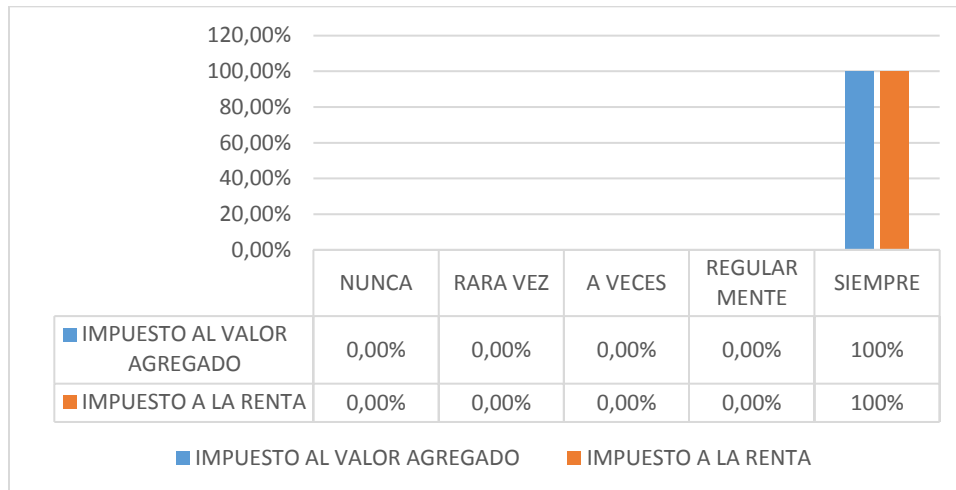 120,00%
100,00%
80,00%
60,00%
40,00%
20,00%
0,00%
NUNCA RARA VEZ A VECES REGULAR MENTE SIEMPRE
IMPUESTO AL VALOR AGREGADO 0,00% 0,00% 0,00% 0,00% 100%
IMPUESTO A LA RENTA 0,00% 0,00% 0,00% 0,00% 100%
IMPUESTO AL VALOR AGREGADO IMPUESTO A LA RENTA